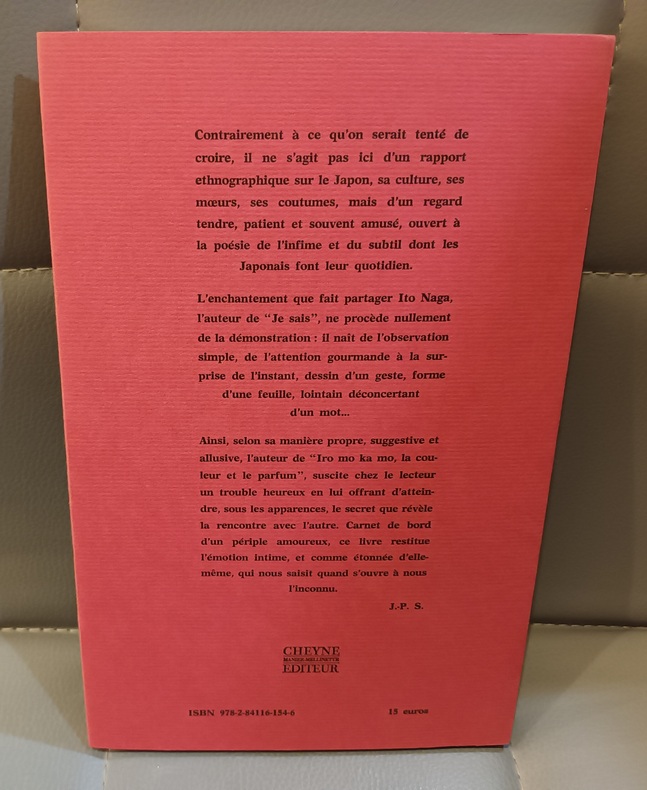 Contrairement à ce qu'on serait tenté de
croire, il ne s'agit pas ici d'un rapport
ethnographique sur le Japon, sa culture, ses
mœurs, ses coutumes, mais d'un regard
tendre, patient et souvent amusé, ouvert à
la poésie de l'infime et du subtil dont les
Japonais font leur quotidien.
L'enchantement que fait partager Ito Naga,
l'auteur de "Je sais", ne procède nullement
de la démonstration : il naît de l'observation
simple, de l'attention gourmande à la sur-
prise de l'instant, dessin d'un geste, forme
d'une feuille, lointain déconcertant
d'un mot...
Ainsi, selon sa manière propre, suggestive et
allusive, l'auteur de "Iro mo ka mo, la cou-
leur et le parfum", suscite chez le lecteur
un trouble heureux en lui offrant d'attein-
dre, sous les apparences, le secret que révèle
la rencontre avec l'autre. Carnet de bord
d'un périple amoureux, ce livre restitue
l'émotion intime, et comme étonnée d'elle-
même, qui nous saisit quand s'ouvre à nous
l'inconnu.
J.-P. S.
CHEYNE
MANIER-MELLINETTE
EDITEUR
ISBN 978-2-84116-154-6
15 euros